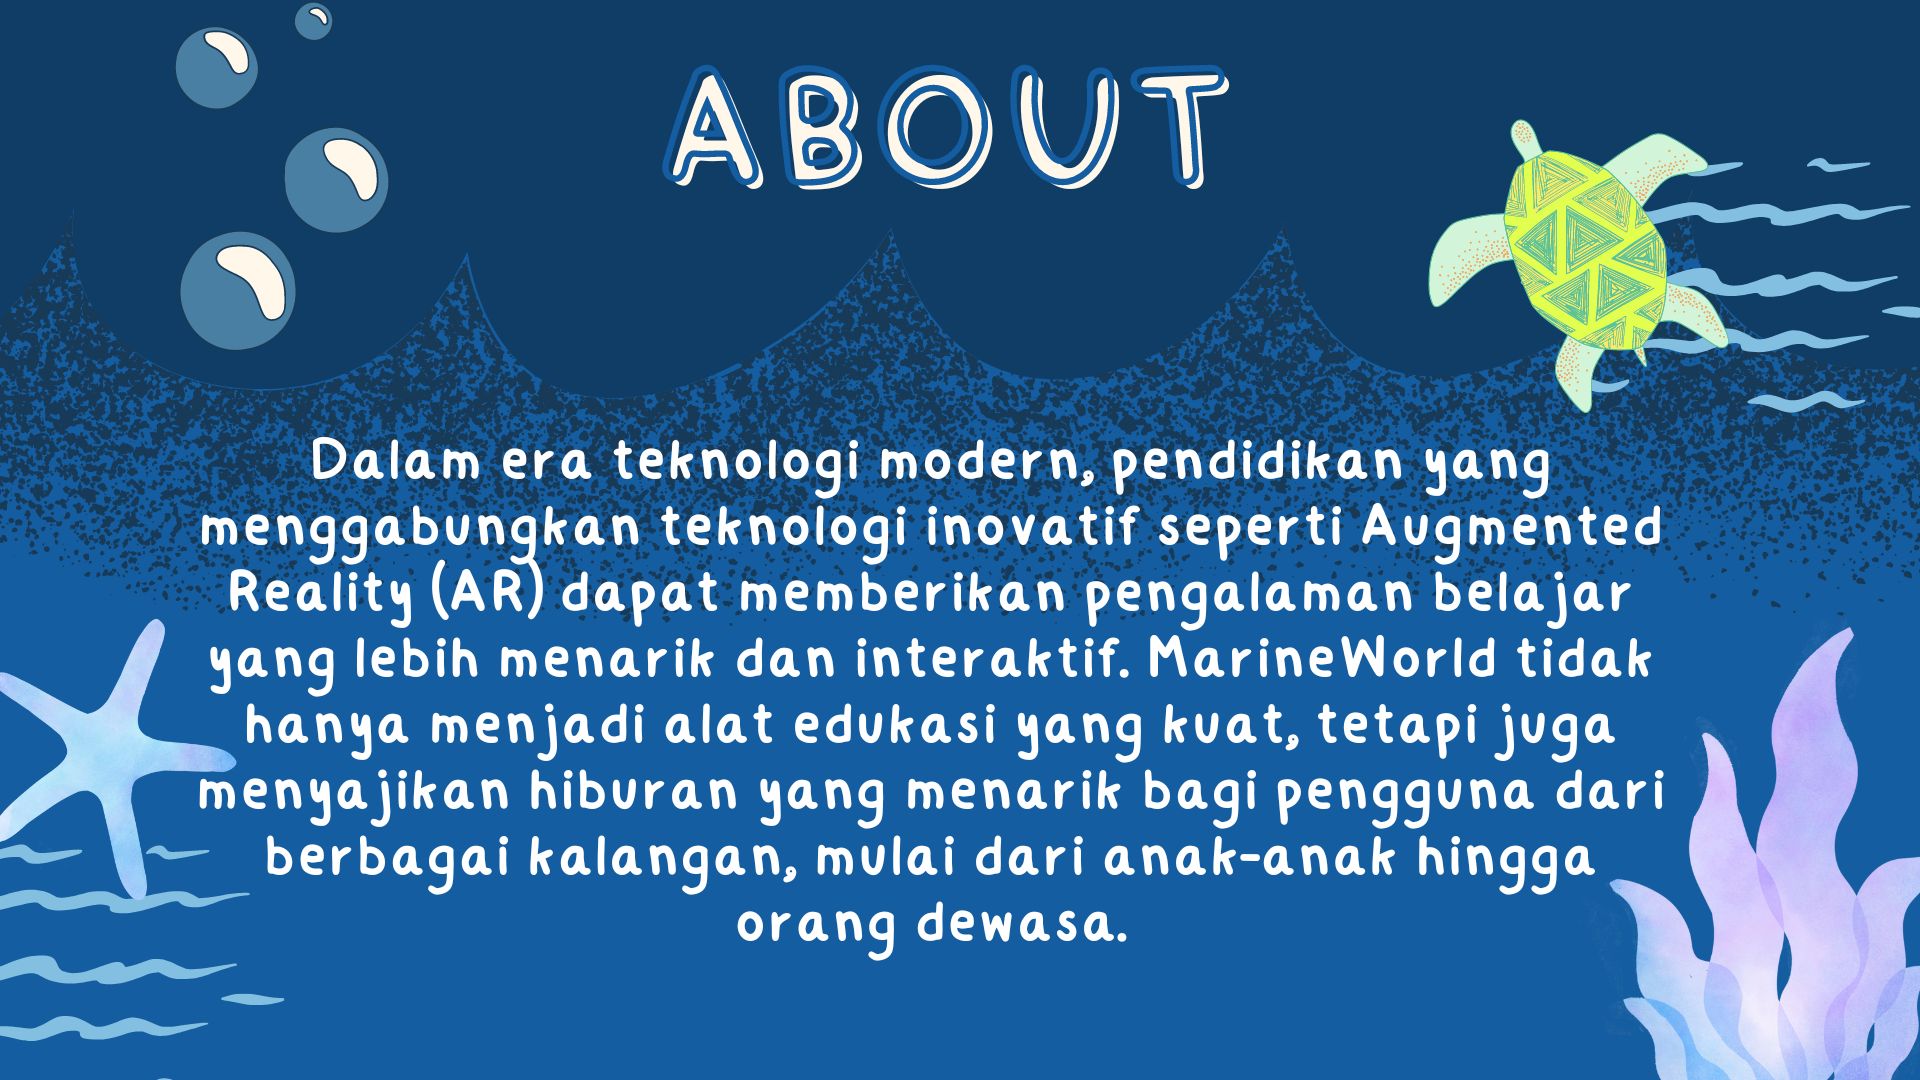 ABOUT
Dalam era teknologi modern, pendidikan yang
menggabungkan teknologi inovatif seperti Augmented
Reality (AR) dapat memberikan pengalaman belajar
yang lebih menarik dan interaktif. MarineWorld tidak
hanya menjadi alat edukasi yang kuat, tetapi juga
menyajikan hiburan yang menarik bagi pengguna dari
berbagai kalangan, mulai dari anak-anak hingga
orang dewasa.